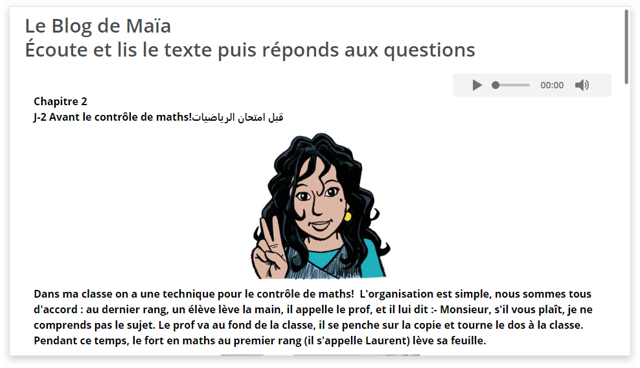 Le Blog de Maïa
Écoute et lis le texte puis réponds aux questions
00:00
Chapitre 2
J-2 Avant le contrôle de maths!قبل امتحان الرياضيات
Dans ma classe on a une technique pour le contrôle de maths!  L'organisation est simple, nous sommes tous
d'accord : au dernier rang, un élève lève la main, il appelle le prof, et il lui dit :- Monsieur, s'il vous plaît, je ne
comprends pas le sujet. Le prof va au fond de la classe, il se penche sur la copie et tourne le dos à la classe.
Pendant ce temps, le fort en maths au premier rang (il s'appelle Laurent) lève sa feuille.